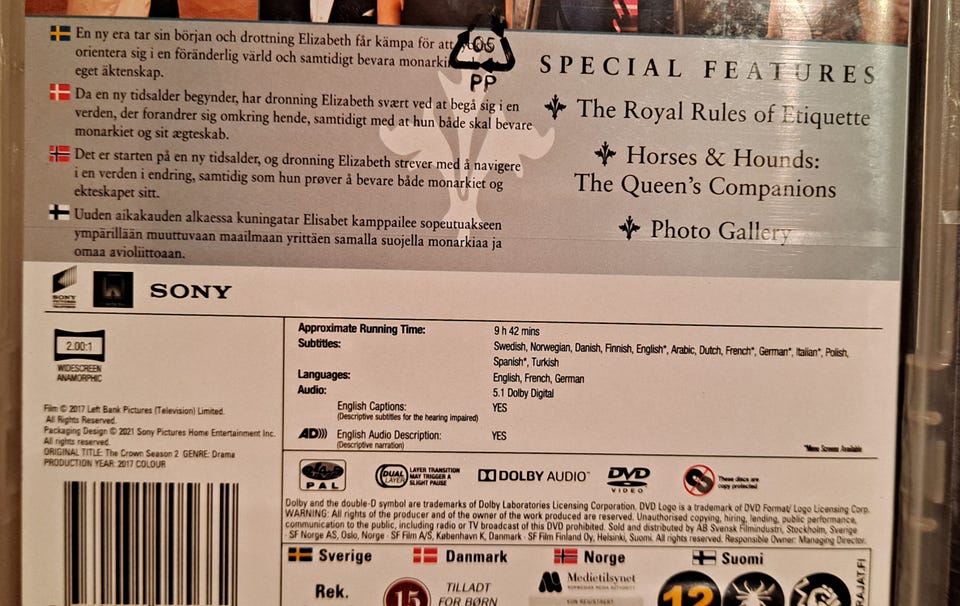 En ny era tar sin början och drottning Elizabeth får kämpa för att
orientera sig i en föränderlig värld och samtidigt bevara
eget äktenskap.
Da en ny tidsalder begynder, har dronning Elizabeth svært ved at begå sig i en
verden, der forandrer sig omkring hende, samtidigt med at hun både skal bevare
monarkiet og sit ægteskab.
Det er starten på en ny tidsalder, og dronning Elizabeth strever med å navigere
i en verden i endring, samtidig som hun prøver å bevare både monarkiet og
ekteskapet sitt.
Uuden aikakauden alkaessa kuningatar Elisabet kamppailee sopeutuakseen
ympärillään muuttuvaan maailmaan yrittäen samalla suojella monarkiaa ja
omaa avioliittoaan.
05
PP
SPECIAL FEATURES
The Royal Rules of Etiquette
Horses & Hounds:
The Queen's Companions
Photo Gallery
SONY
PICTURES
TELEVISION
SONY
2.00:1
WIDESCREEN
ANAMORPHIC
Film © 2017 Left Bank Pictures (Television) Limited.
All Rights Reserved.
Packaging Design © 2021 Sony Pictures Home Entertainment Inc.
All rights reserved.
ORIGINAL TITLE: The Crown Season 2 GENRE: Drama
PRODUCTION YEAR: 2017 COLOUR
Approximate Running Time: 9 h 42 mins
Subtitles: Swedish, Norwegian, Danish, Finnish, English*, Arabic, Dutch, French*, German*, Italian*, Polish,
Spanish*, Turkish
Languages: English, French, German
Audio: 5.1 Dolby Digital
English Captions: YES
(Descriptive subtitles for the hearing impaired)
AD))) English Audio Description: YES
(Descriptive narration)
*Menu Screens Available
PAL
DUAL LAYER
LAYER TRANSITION
MAY TRIGGER A
SLIGHT PAUSE
DOLBY AUDIO™
DVD
VIDEO
These discs are
copy protected
Dolby and the double-D symbol are trademarks of Dolby Laboratories Licensing Corporation. DVD Logo is a trademark of DVD Format/ Logo Licensing Corp.
WARNING: All rights of the producer and of the owner of the work produced are reserved. Unauthorised copying, hiring, lending, public performance,
communication to the public, including radio or TV broadcast of this DVD prohibited. Sold and distributed by AB Svensk Filmindustri, Stockholm, Sverige
· SF Norge AS, Oslo, Norge · SF Film A/S, København K, Danmark · SF Film Finland Oy, Helsinki, Suomi. All rights reserved. Responsible Owner: Managing Director.
Sverige
Danmark
Norge
Suomi
Rek.
15
TILLADT
FOR BØRN
Medietilsynet
NORWEGIAN MEDIA AUTHORITY
12
RAJAT.FI